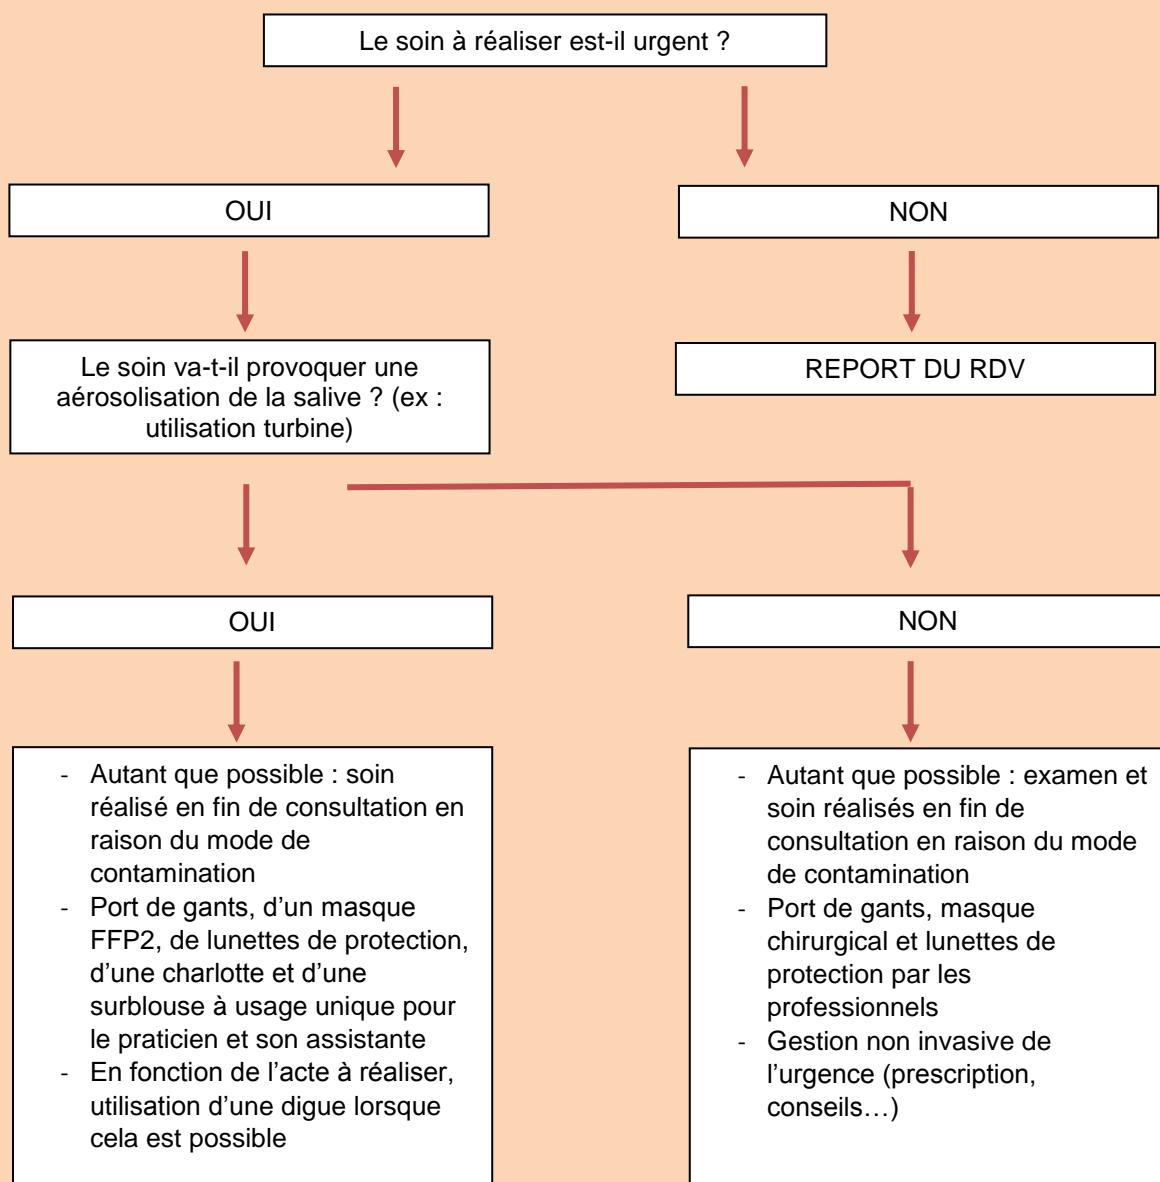 Le soin à réaliser est-il urgent ?
OUI
NON
Le soin va-t-il provoquer une
aérosolisation de la salive ? (ex :
utilisation turbine)
REPORT DU RDV
OUI
NON
- Autant que possible : soin
réalisé en fin de consultation en
raison du mode de
contamination
- Port de gants, d’un masque
FFP2, de lunettes de protection,
d’une charlotte et d’une
surblouse à usage unique pour
le praticien et son assistante
- En fonction de l’acte à réaliser,
utilisation d’une digue lorsque
cela est possible
- Autant que possible : examen et
soin réalisés en fin de
consultation en raison du mode
de contamination
- Port de gants, masque
chirurgical et lunettes de
protection par les
professionnels
- Gestion non invasive de
l’urgence (prescription,
conseils…)